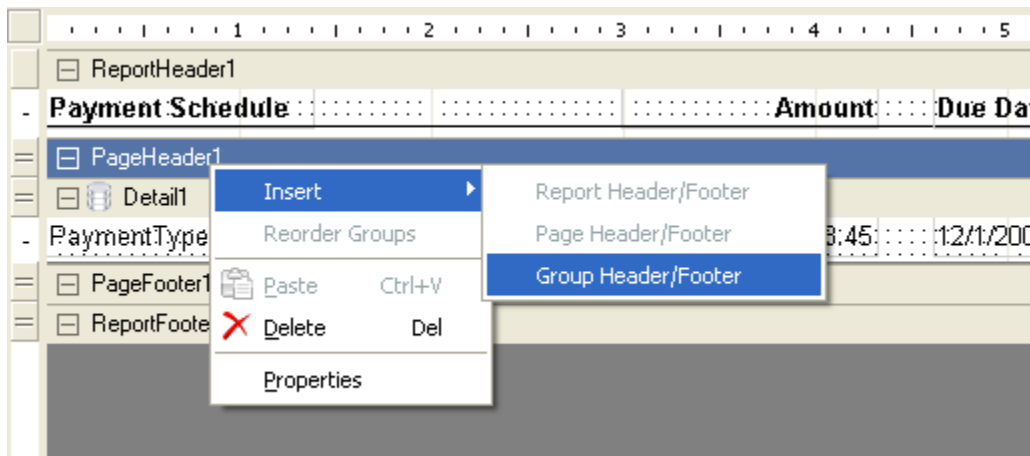 1 2 3 4 5
ReportHeader1
Payment Schedule Amount Due Da
PageHeader1
Insert Report Header/Footer
Detail1
Reorder Groups Page Header/Footer
PaymentType 3.45 12/1/200
Group Header/Footer
PageFooter1 Paste Ctrl+V
ReportFoote Delete Del
Properties